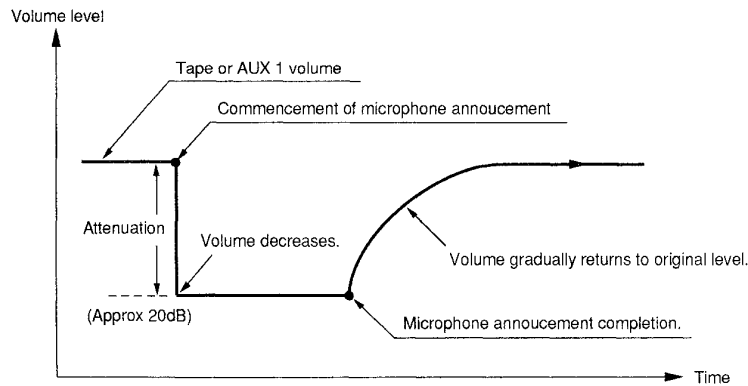 Volume level
Tape or AUX 1 volume
Commencement of microphone annoucement
Attenuation
Volume decreases.
Volume gradually returns to original level.
(Approx 20dB)
Microphone annoucement completion.
Time